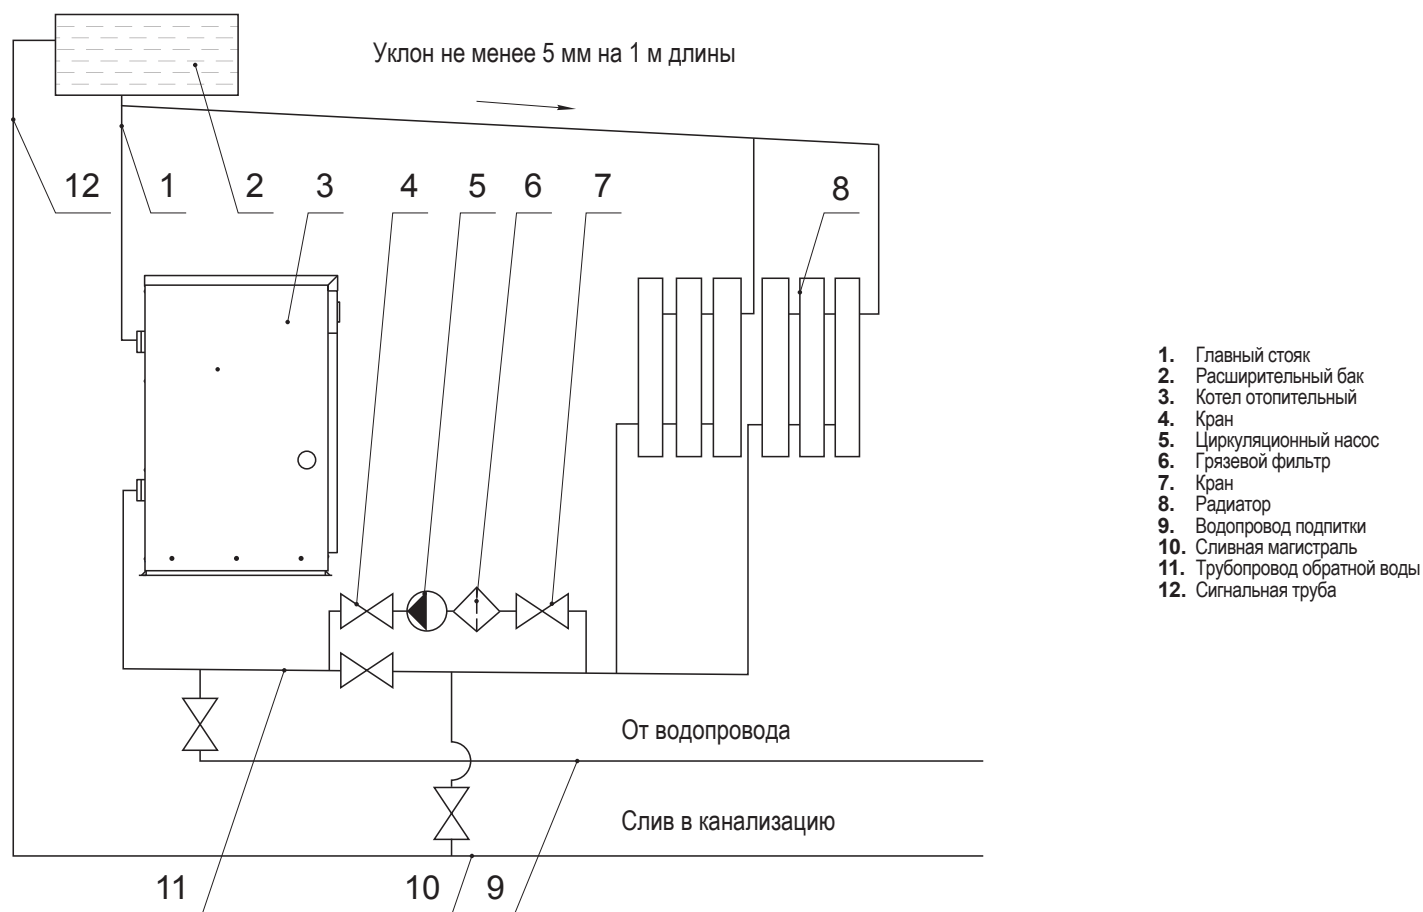 Уклон не менее 5 мм на 1 м длины
12 1 2 3 4 5 6 7 8
1. Главный стояк
2. Расширительный бак
3. Котел отопительный
4. Кран
5. Циркуляционный насос
6. Грязевой фильтр
7. Кран
8. Радиатор
9. Водопровод подпитки
10. Сливная магистраль
11. Трубопровод обратной воды
12. Сигнальная труба
От водопровода
Слив в канализацию
11 10 9